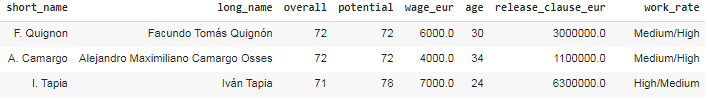 short_name long_name overall potential wage_eur age release_clause_eur work_rate
F. Quignon Facundo Tomás Quignón 72 72 6000.0 30 3000000.0 Medium/High
A. Camargo Alejandro Maximiliano Camargo Osses 72 72 4000.0 34 1100000.0 Medium/High
I. Tapia Iván Tapia 71 78 7000.0 24 6300000.0 High/Medium